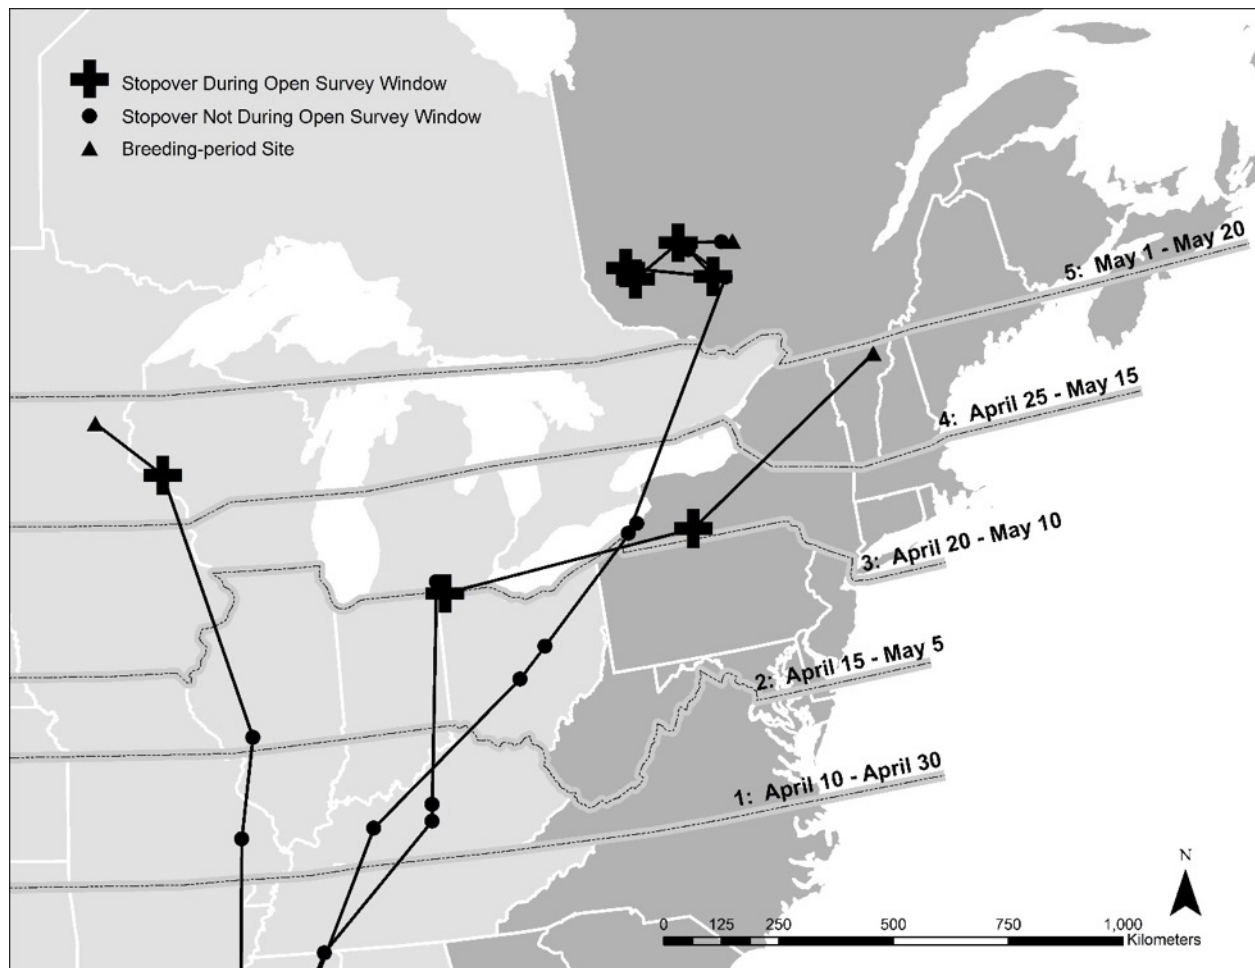 Stopover During Open Survey Window
Stopover Not During Open Survey Window
Breeding-period Site
5: May 1 - May 20
4: April 25 - May 15
3: April 20 - May 10
2: April 15 - May 5
1: April 10 - April 30
N
0 125 250 500 750 1,000
Kilometers